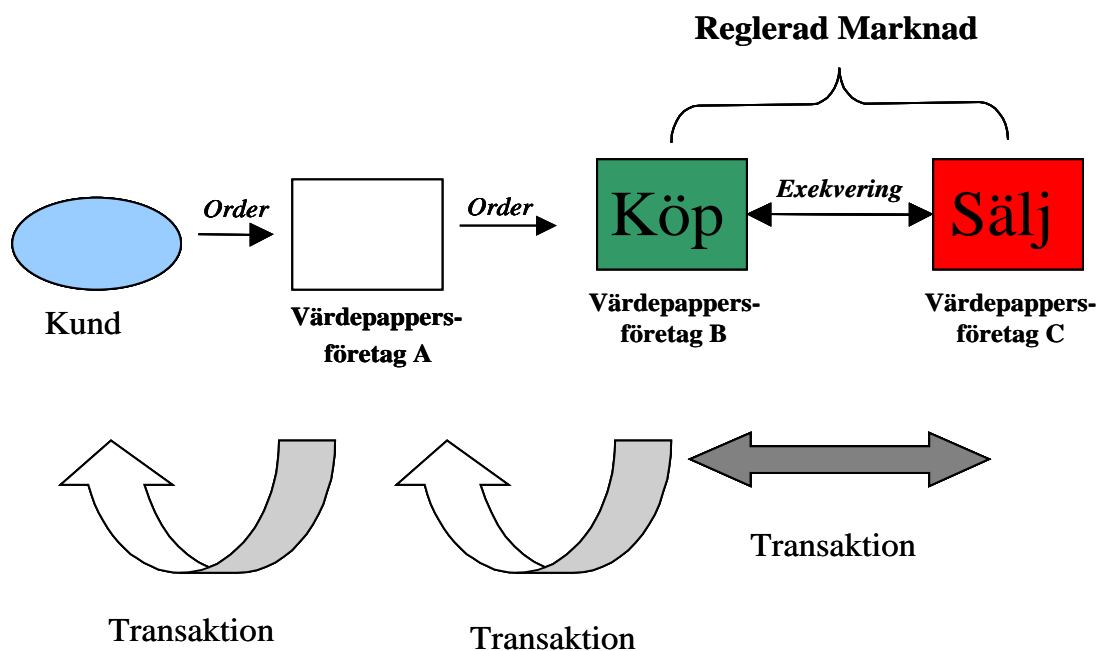 Reglerad Marknad
Order
Order
Köp
Exekvering
Sälj
Kund
Värdepappers-
företag A
Värdepappers-
företag B
Värdepappers-
företag C
Transaktion
Transaktion
Transaktion